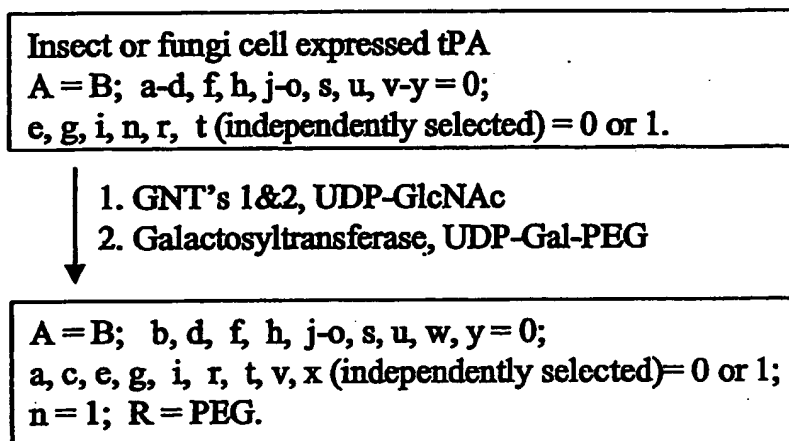 Insect or fungi cell expressed tPA
A = B; a-d, f, h, j-o, s, u, v-y = 0;
e, g, i, n, r, t (independently selected) = 0 or 1.
1. GNT's 1&2, UDP-GlcNAc
2. Galactosyltransferase, UDP-Gal-PEG
A = B; b, d, f, h, j-o, s, u, w, y = 0;
a, c, e, g, i, r, t, v, x (independently selected)= 0 or 1;
n = 1; R = PEG.